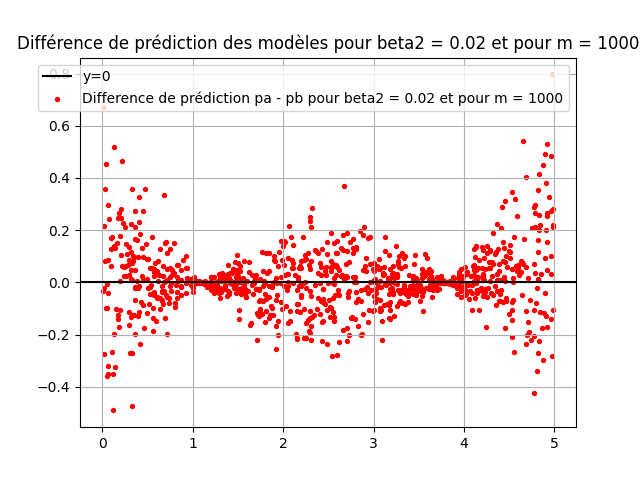 Différence de prédiction des modèles pour beta2 = 0.02 et pour m = 1000
y=0
Difference de prédiction pa - pb pour beta2 = 0.02 et pour m = 1000
0.8
0.6
0.4
0.2
0.0
−0.2
−0.4
0 1 2 3 4 5